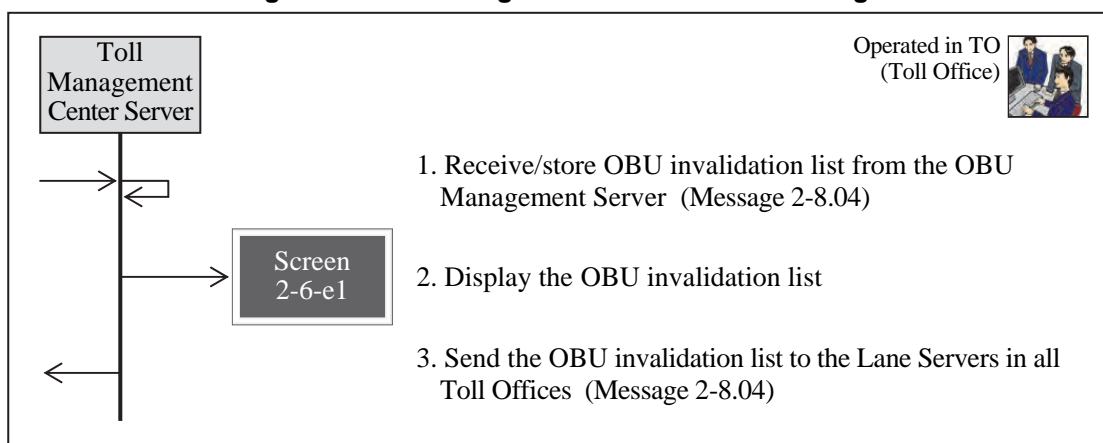 Toll
Management
Center Server
Operated in TO
(Toll Office)
1. Receive/store OBU invalidation list from the OBU
Management Server (Message 2-8.04)
Screen
2-6-e1
2. Display the OBU invalidation list
3. Send the OBU invalidation list to the Lane Servers in all
Toll Offices (Message 2-8.04)